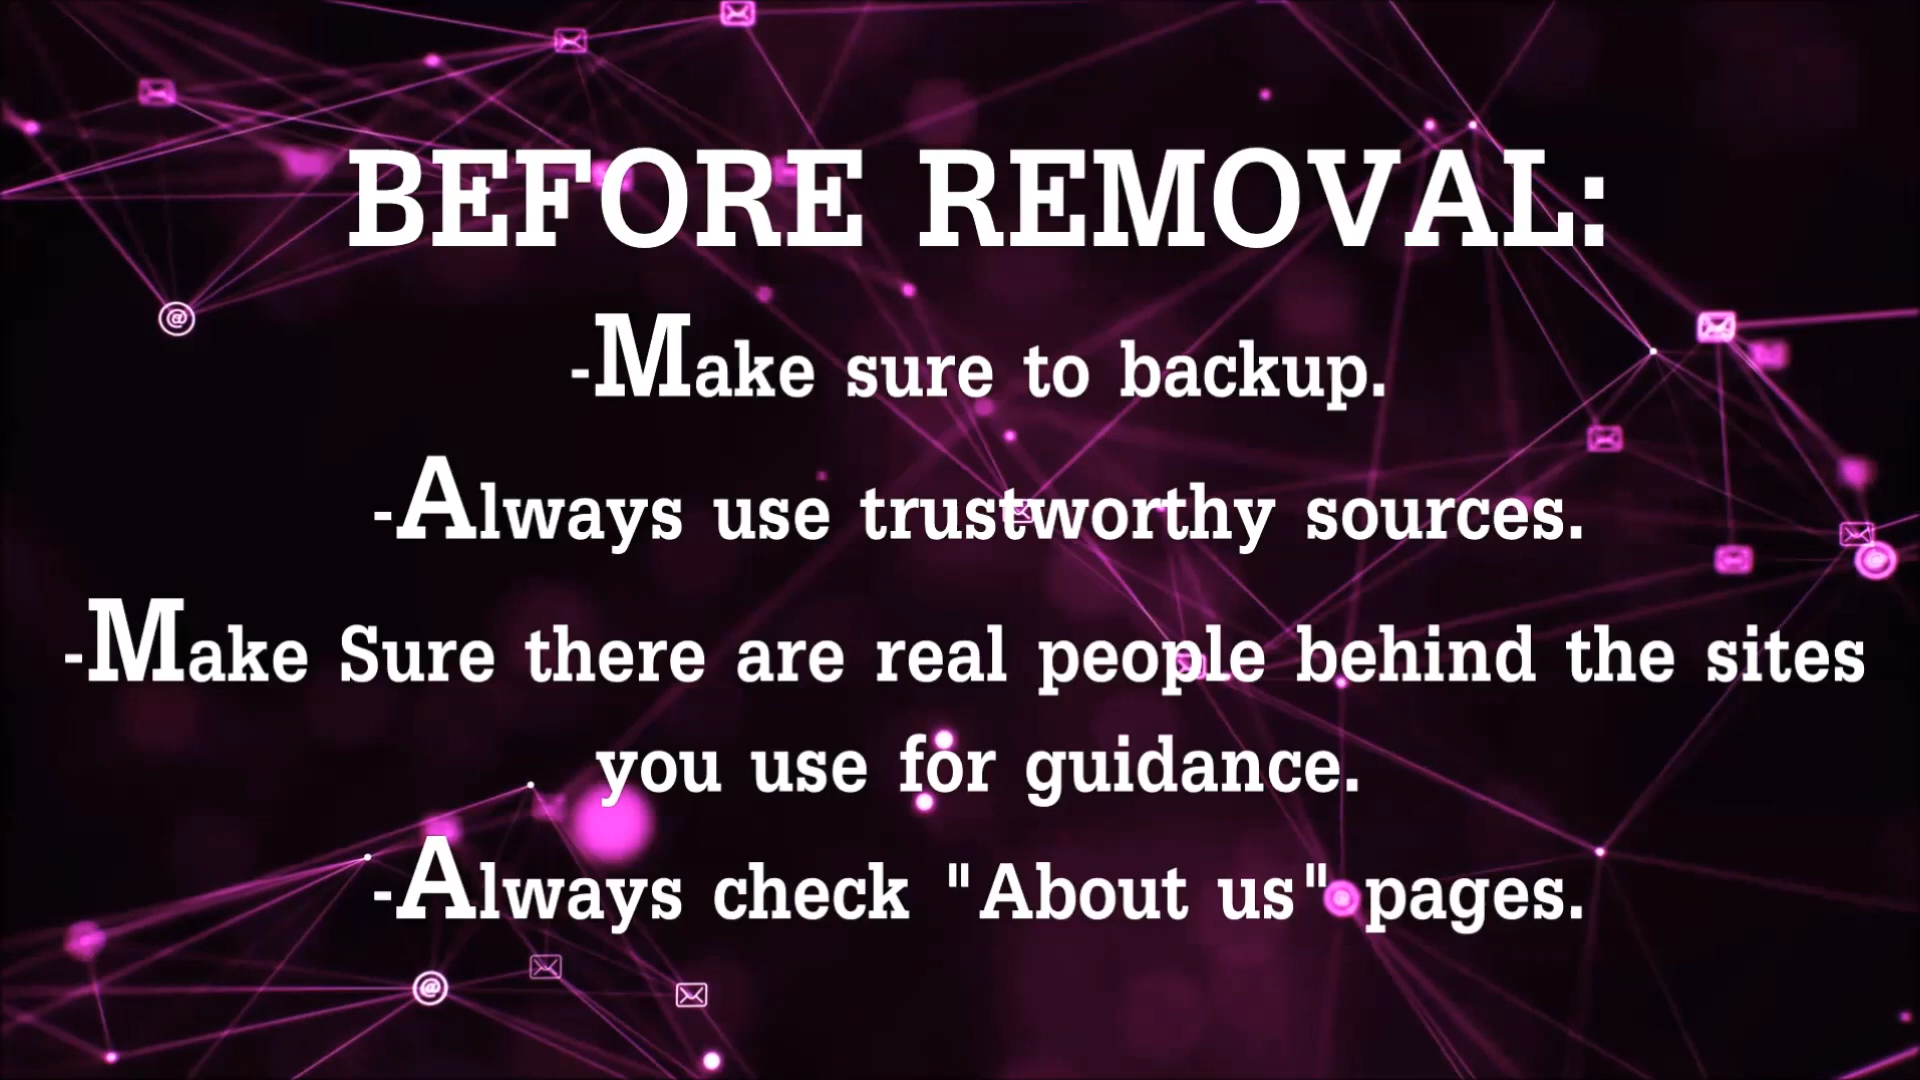 BEFORE REMOVAL:
-Make sure to backup.
-Always use trustworthy sources.
-Make Sure there are real people behind the sites
you use for guidance.
-Always check "About us" pages.